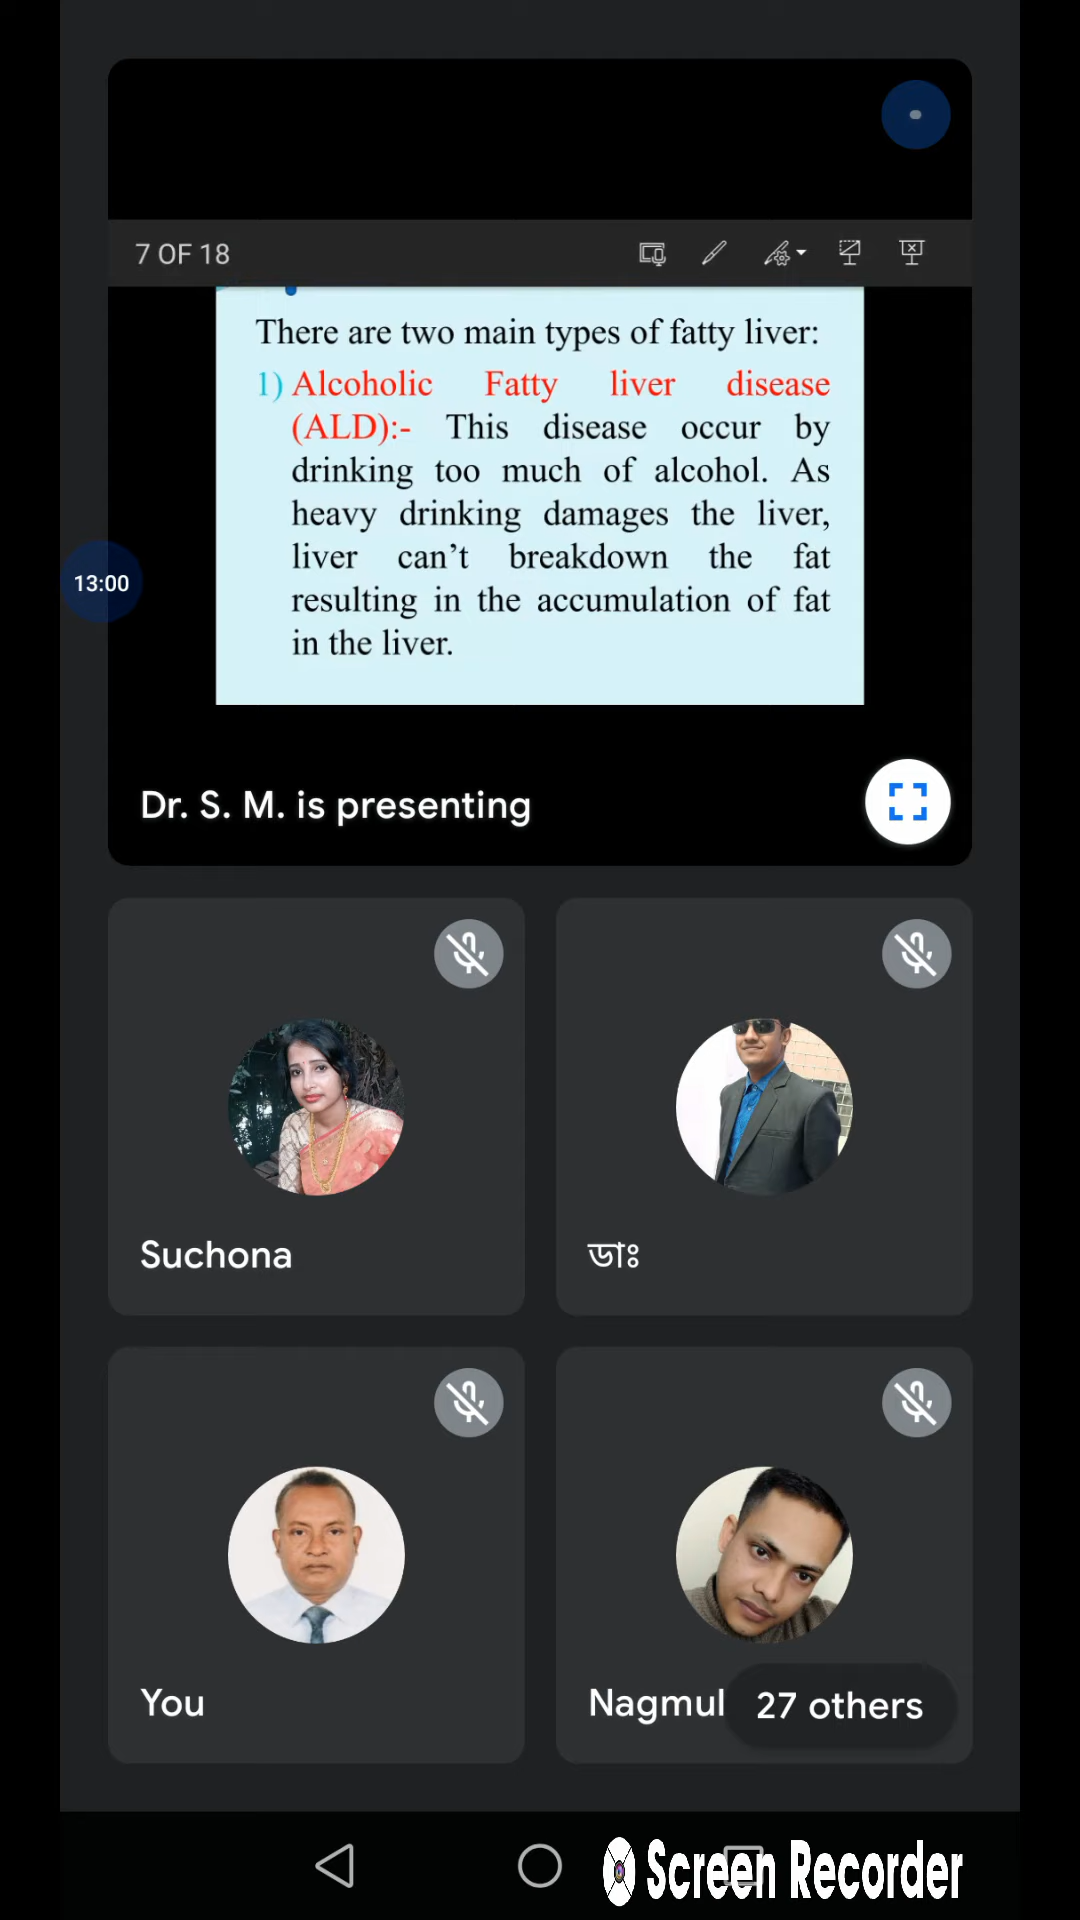 7 OF 18
There are two main types of fatty liver:
1) Alcoholic Fatty liver disease
(ALD):- This disease occur by
drinking too much of alcohol. As
heavy drinking damages the liver,
liver can't breakdown the fat
resulting in the accumulation of fat
in the liver.
13:00
Dr. S. M. is presenting
Suchona
ডাঃ
You
Nagmul
27 others
Screen Recorder